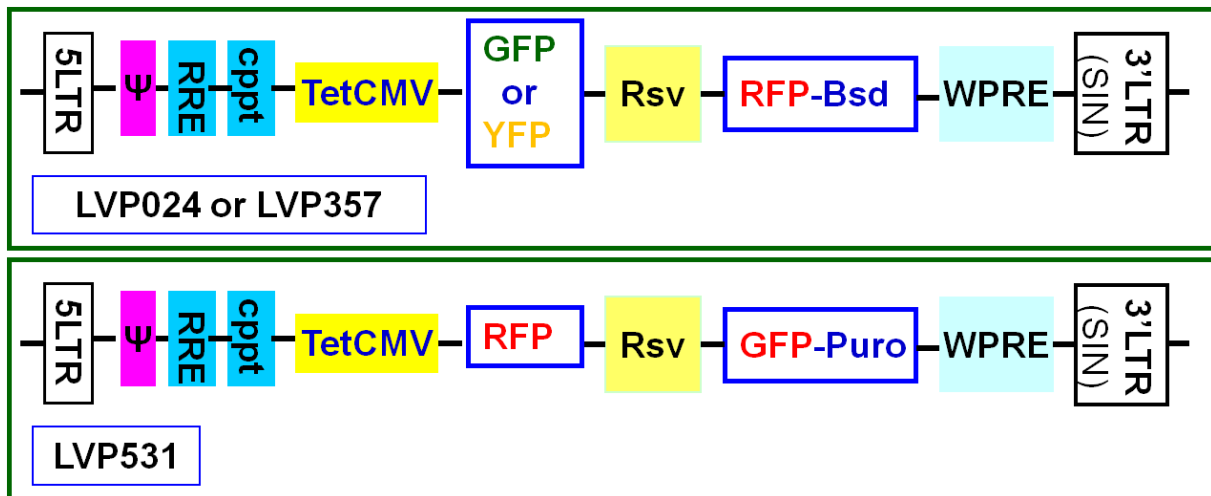 5LTR
Ψ
RRE
cppt
TetCMV
GFP
or
YFP
Rsv
RFP-Bsd
WPRE
3'LTR
(SIN)
LVP024 or LVP357
5LTR
Ψ
RRE
cppt
TetCMV
RFP
Rsv
GFP-Puro
WPRE
3'LTR
(SIN)
LVP531